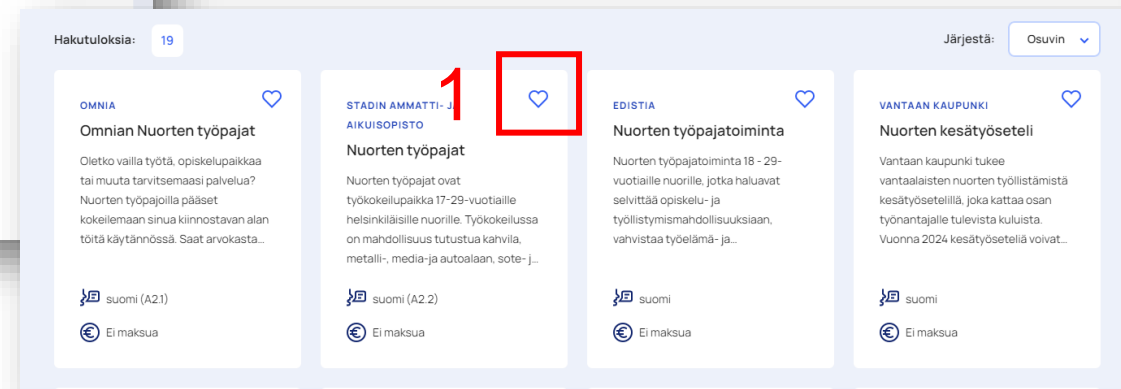 Hakutuloksia: 19
Järjestä: Osuvin
1
OMNIA
Omnian Nuorten työpajat
Oletko vailla työtä, opiskelupaikkaa
tai muuta tarvitsemaasi palvelua?
Nuorten työpajoilla pääset
kokeilemaan sinua kiinnostavan alan
töitä käytännössä. Saat arvokasta...
suomi (A2.1)
Ei maksua
STADIN AMMATTI- JA
AIKUISOPISTO
Nuorten työpajat
Nuorten työpajat ovat
työkokeilupaikka 17-29-vuotiaille
helsinkiläisille nuorille. Työkokeilussa
on mahdollisuus tutustua kahvila,
metalli-, media-ja autoalaan, sote- j...
suomi (A2.2)
Ei maksua
EDISTIA
Nuorten työpajatoiminta
Nuorten työpajatoiminta 18 - 29-
vuotiaille nuorille, jotka haluavat
selvittää opiskelu- ja
työllistymismahdollisuuksiaan,
vahvistaa työelämä- ja...
suomi
Ei maksua
VANTAAN KAUPUNKI
Nuorten kesätyöseteli
Vantaan kaupunki tukee
vantaalaisten nuorten työllistämistä
kesätyösetelillä, joka kattaa osan
työnantajalle tulevista kuluista.
Vuonna 2024 kesätyöseteliä voivat...
suomi
Ei maksua